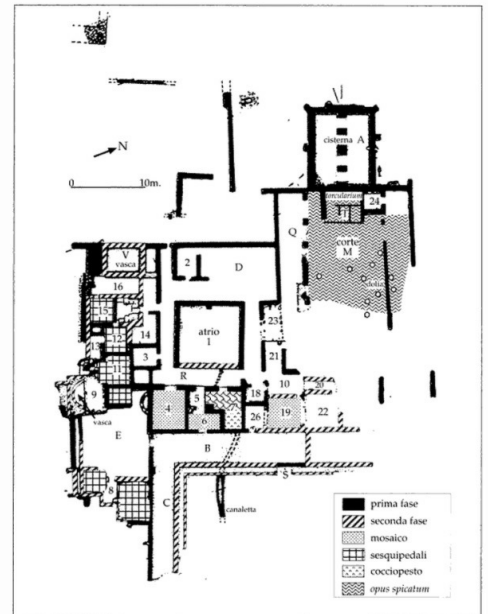 cisterna A
N
0 10m.
torcularium
T
24
V
vasca
2
D
Q
corte
M
dolia
16
15
14
23
atrio
1
13
12
3
21
11
R
9
vasca
4
5
18
10
20
6
26
19
22
E
B
8
C
S
canaletta
prima fase
seconda fase
mosaico
sesquipedali
cocciopesto
opus spicatum